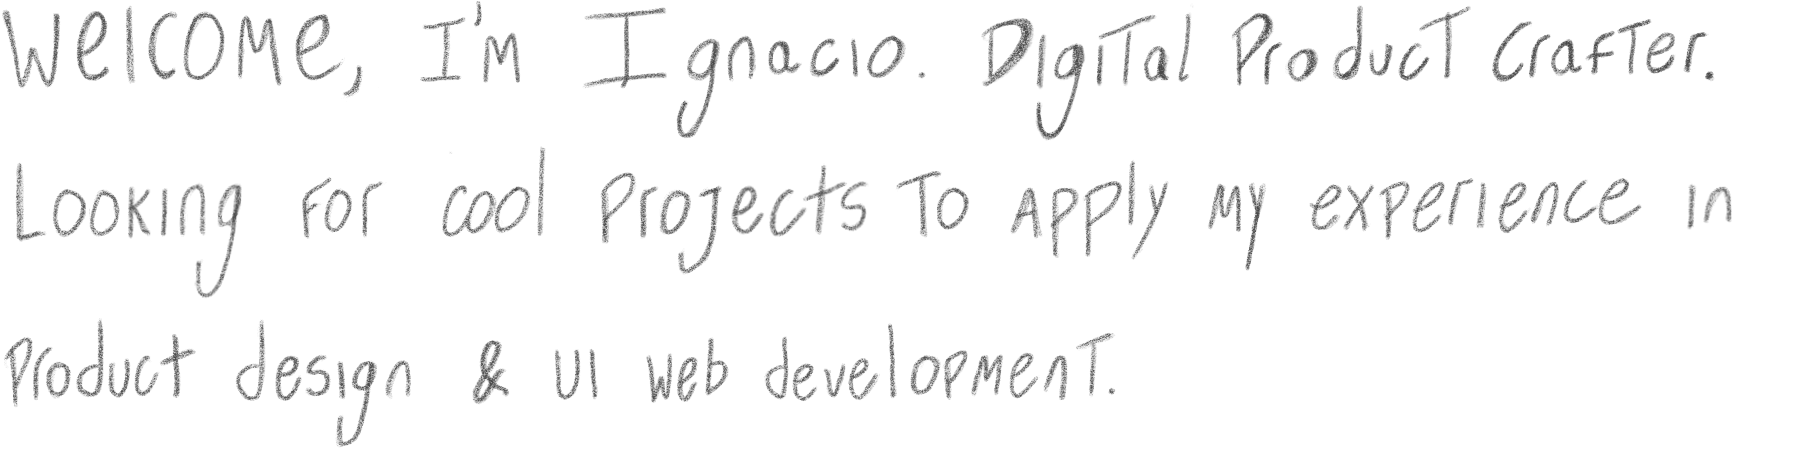 Welcome, I'm Ignacio. Digital Product Crafter.
Looking for cool projects to apply my experience in
product design & UI web development.